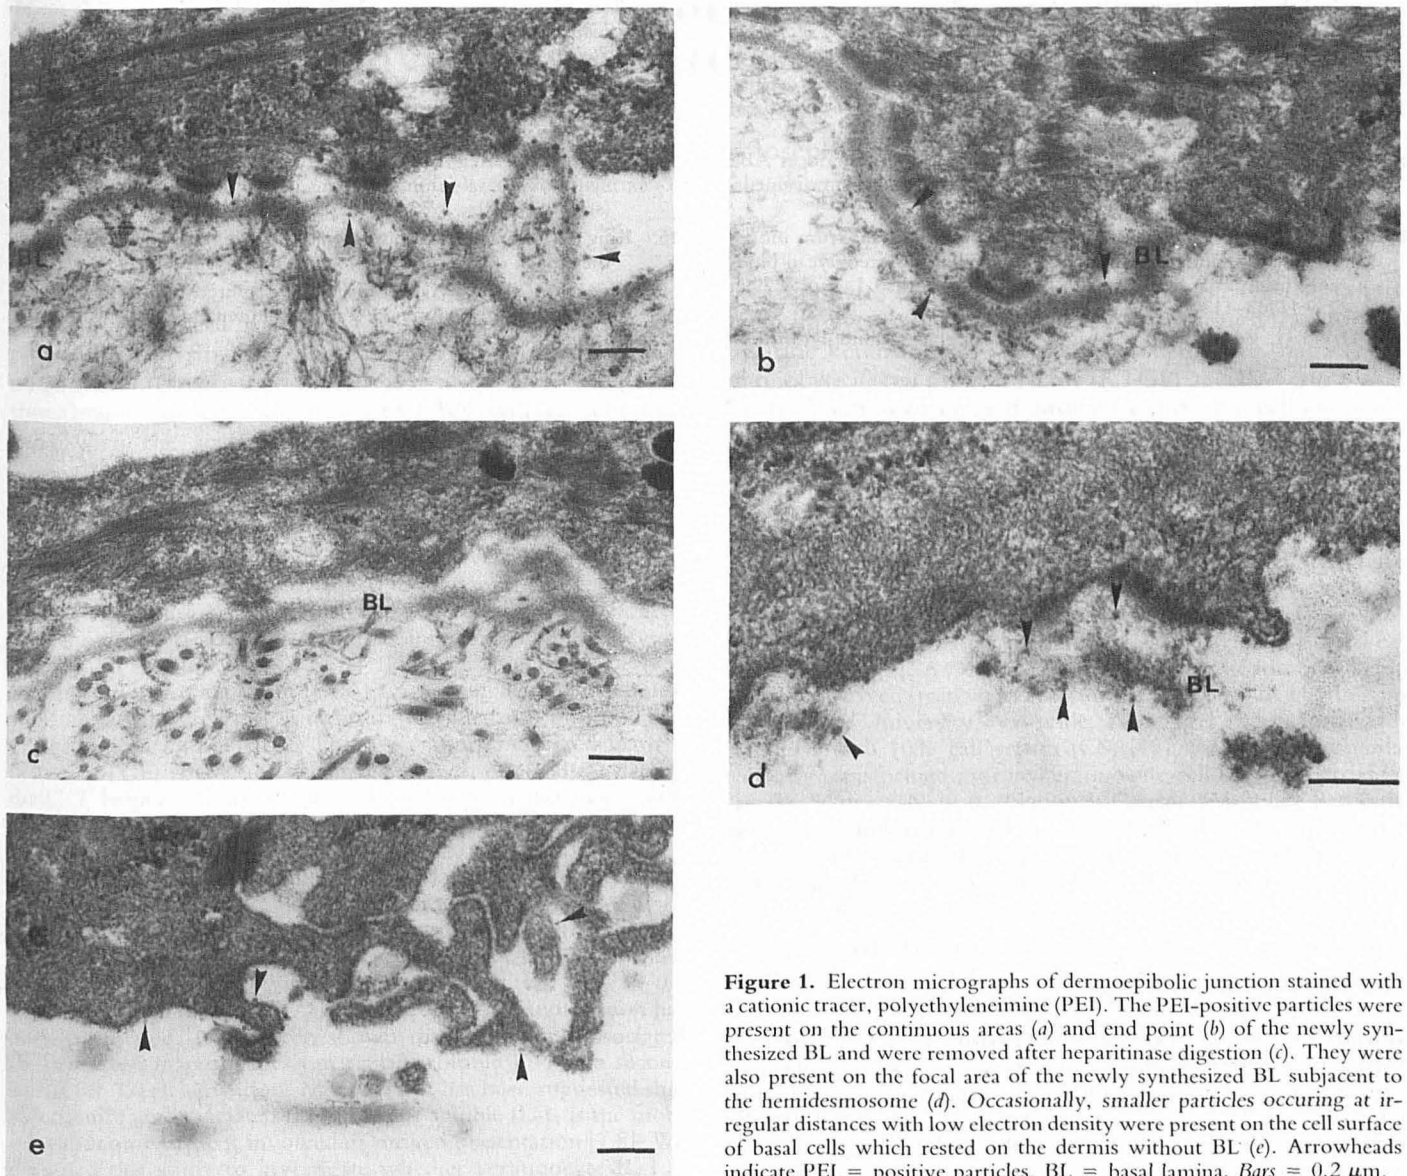 BL
a
BL
b
BL
c
BL
d
e
Figure 1. Electron micrographs of dermoepibolic junction stained with
a cationic tracer, polyethyleneimine (PEI). The PEI-positive particles were
present on the continuous areas (a) and end point (b) of the newly syn-
thesized BL and were removed after heparitinase digestion (c). They were
also present on the focal area of the newly synthesized BL subjacent to
the hemidesmosome (d). Occasionally, smaller particles occuring at ir-
regular distances with low electron density were present on the cell surface
of basal cells which rested on the dermis without BL (e). Arrowheads
indicate PEI = positive particles. BL = basal lamina. Bars = 0.2 μm.